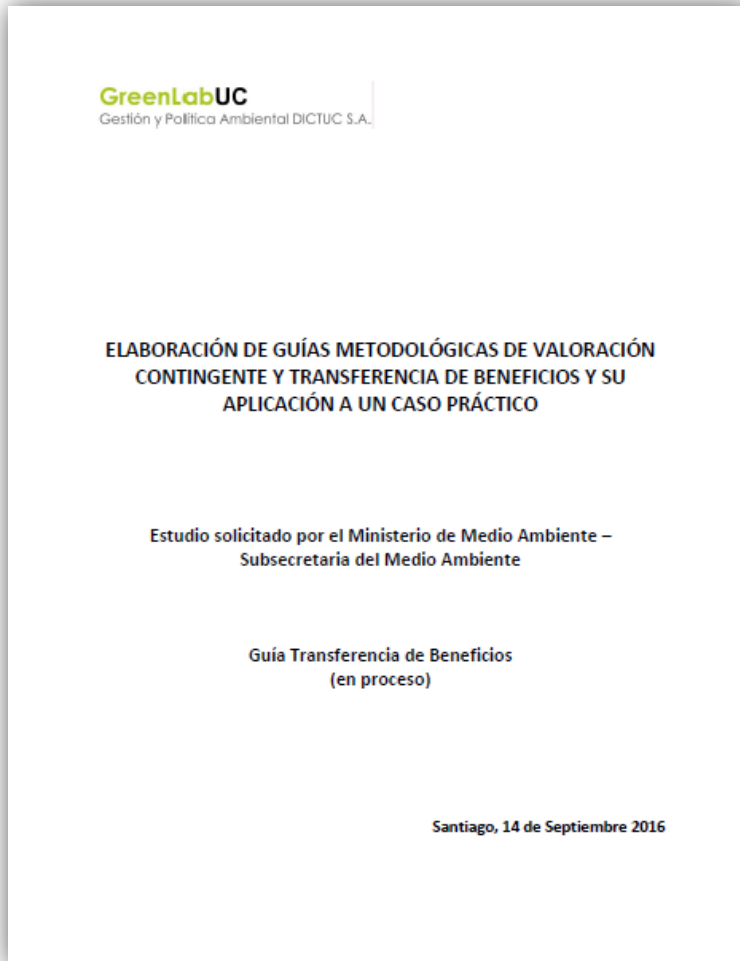 GreenLabUC
Gestión y Política Ambiental DICTUC S.A.
ELABORACIÓN DE GUÍAS METODOLÓGICAS DE VALORACIÓN
CONTINGENTE Y TRANSFERENCIA DE BENEFICIOS Y SU
APLICACIÓN A UN CASO PRÁCTICO
Estudio solicitado por el Ministerio de Medio Ambiente –
Subsecretaria del Medio Ambiente
Guía Transferencia de Beneficios
(en proceso)
Santiago, 14 de Septiembre 2016